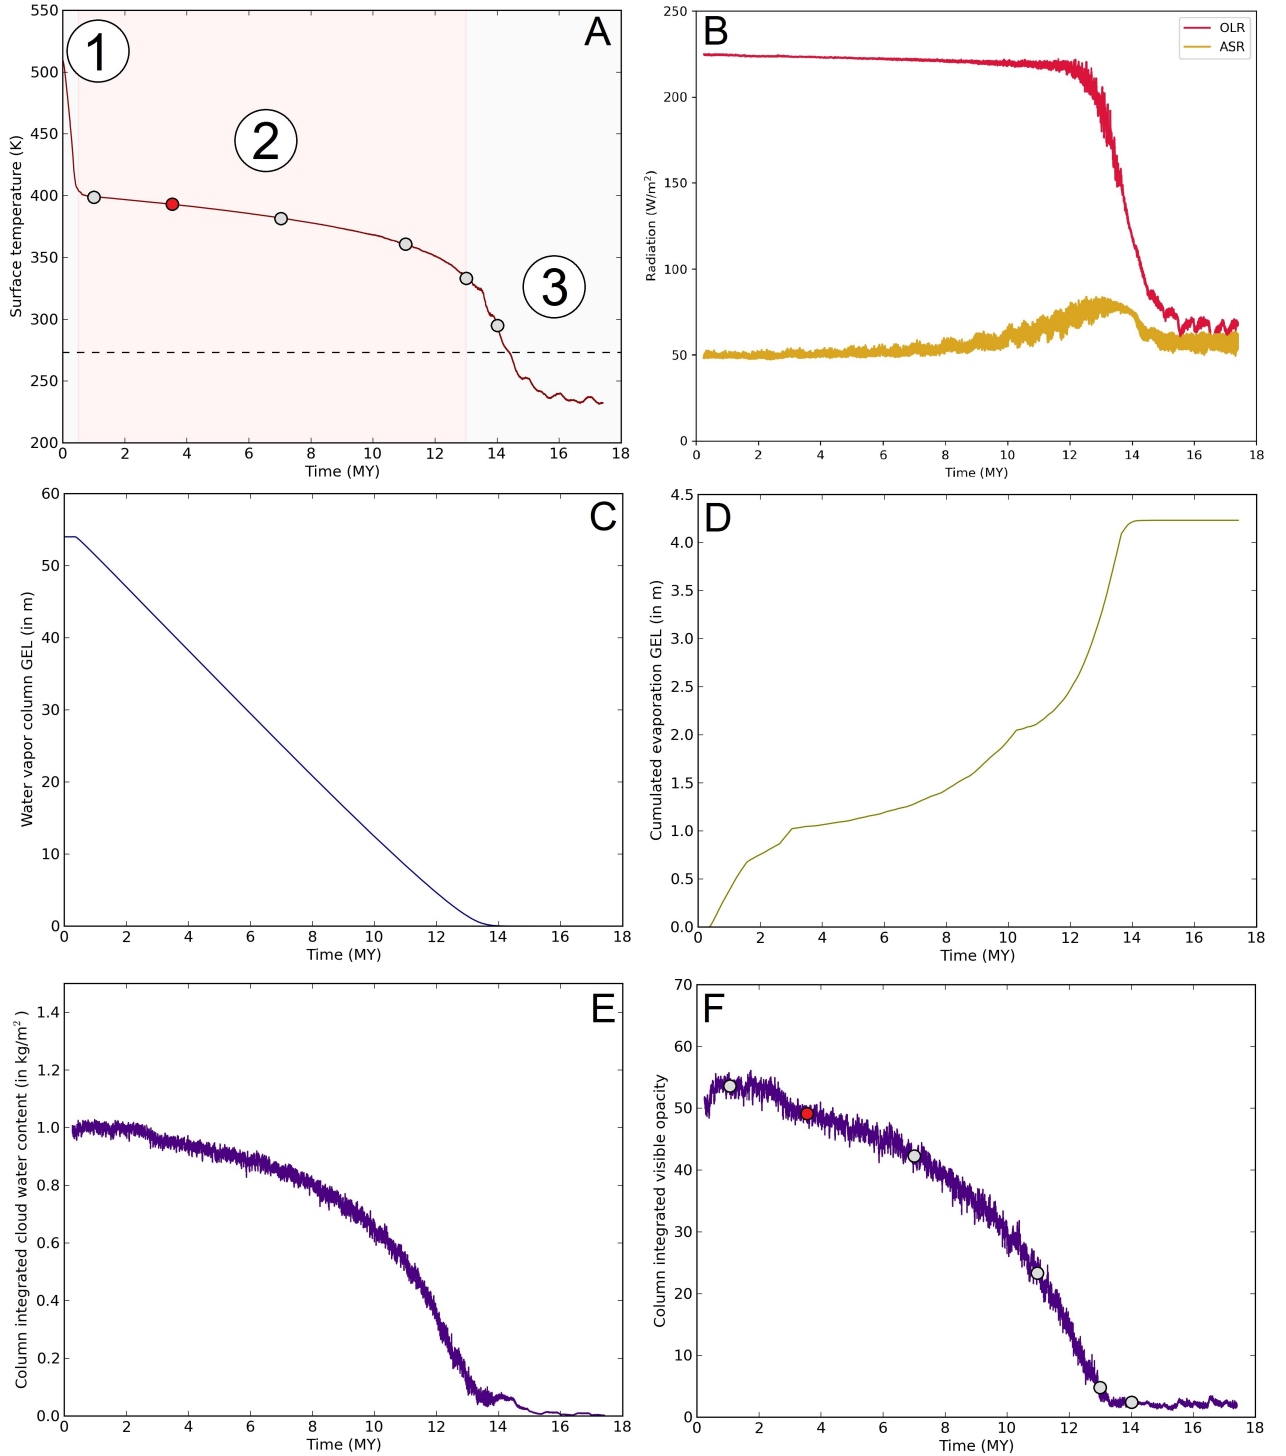 A
1
2
3
550
500
450
400
350
300
250
200
0 2 4 6 8 10 12 14 16 18
Surface temperature (K)
Time (MY)
B
OLR
ASR
250
200
150
100
50
0
0 2 4 6 8 10 12 14 16 18
Radiation (W/m²)
Time (MY)
C
60
50
40
30
20
10
0
0 2 4 6 8 10 12 14 16 18
Water vapor column GEL (in m)
Time (MY)
D
4.5
4.0
3.5
3.0
2.5
2.0
1.5
1.0
0.5
0.0
0 2 4 6 8 10 12 14 16 18
Cumulated evaporation GEL (in m)
Time (MY)
E
1.4
1.2
1.0
0.8
0.6
0.4
0.2
0.0
0 2 4 6 8 10 12 14 16 18
Column integrated cloud water content (in kg/m² )
Time (MY)
F
70
60
50
40
30
20
10
0
0 2 4 6 8 10 12 14 16 18
Column integrated visible opacity
Time (MY)